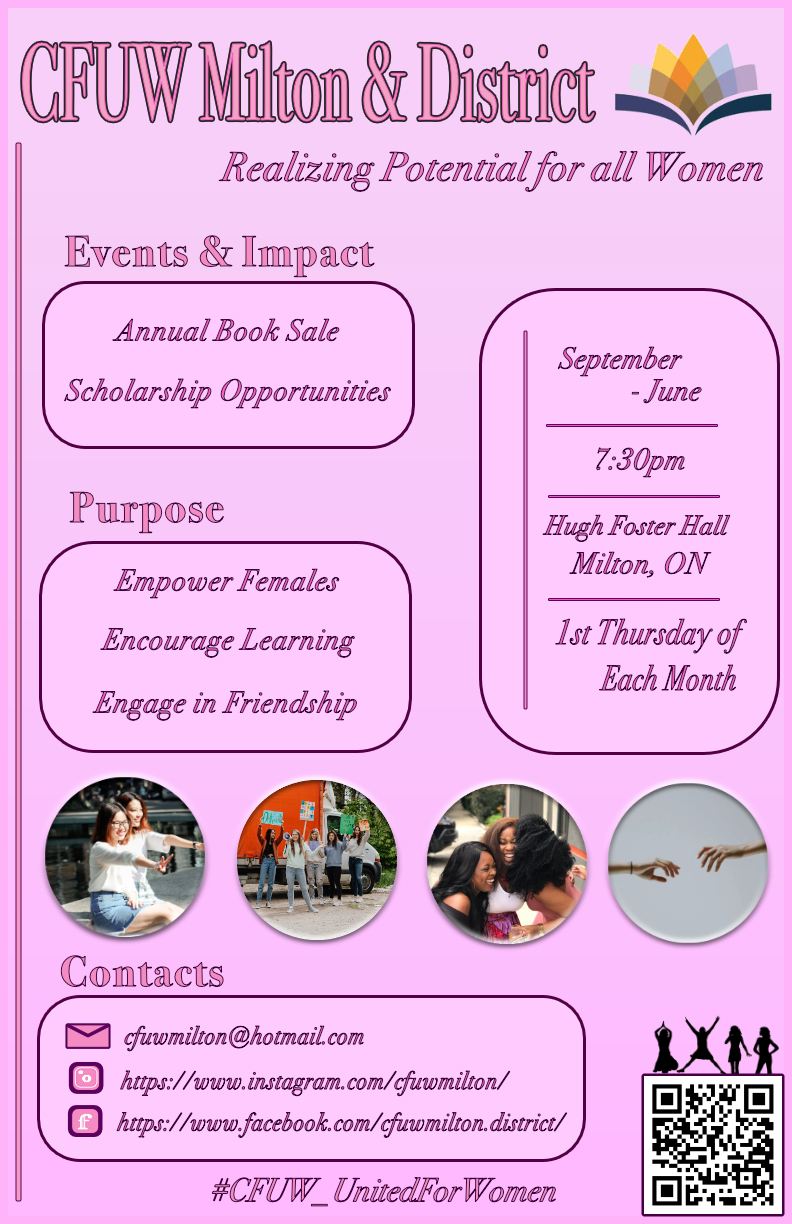 CFUW Milton & District
Realizing Potential for all Women
Events & Impact
Annual Book Sale
Scholarship Opportunities
September
- June
7:30pm
Hugh Foster Hall
Milton, ON
1st Thursday of
Each Month
Purpose
Empower Females
Encourage Learning
Engage in Friendship
Contacts
cfuwmilton@hotmail.com
https://www.instagram.com/cfuwmilton/
https://www.facebook.com/cfuwmilton.district/
#CFUW_UnitedForWomen